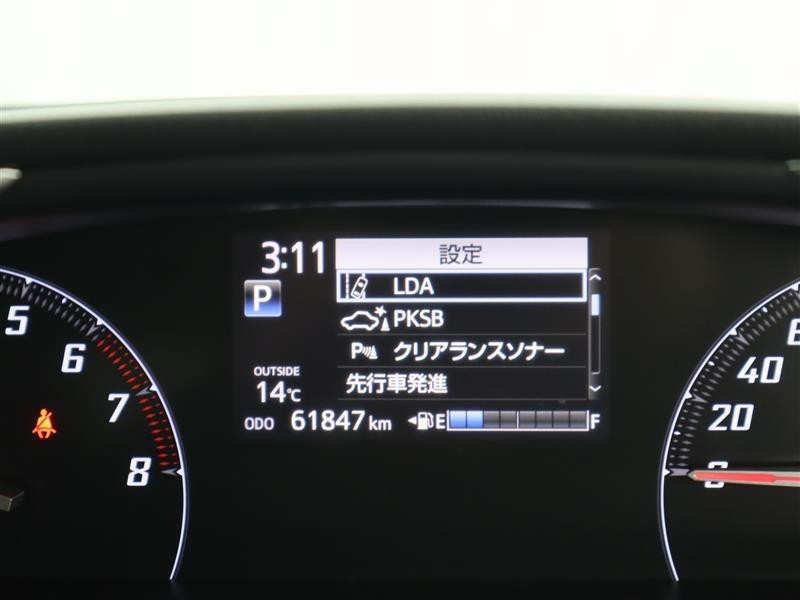 3:11
設定
LDA
P
PKSB
P クリアランスソナー
OUTSIDE
14℃
先行車発進
ODO 61847 km
E F
5
6
7
8
40
20
0